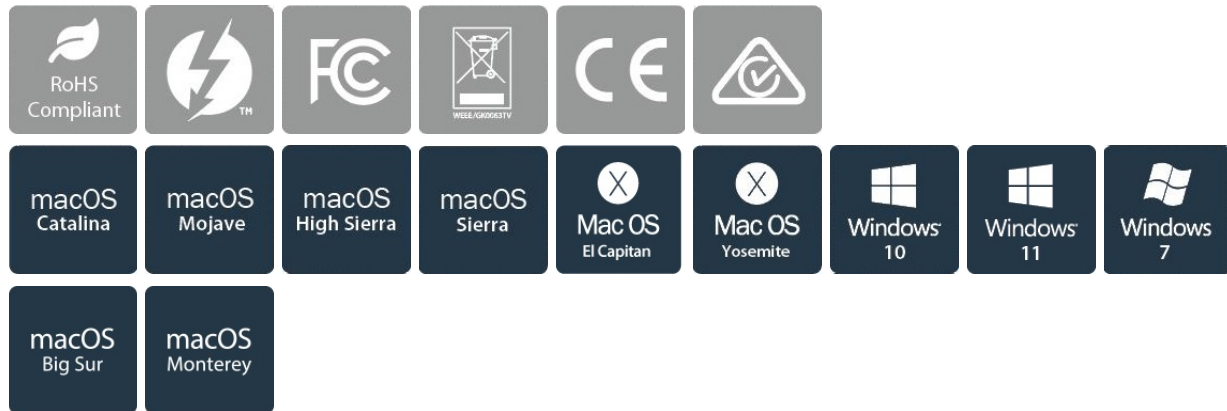 RoHS
Compliant
TM
FC
WEEE/GK0063TV
CE
macOS
Catalina
macOS
Mojave
macOS
High Sierra
macOS
Sierra
X
Mac OS
El Capitan
X
Mac OS
Yosemite
Windows
10
Windows
11
Windows
7
macOS
Big Sur
macOS
Monterey